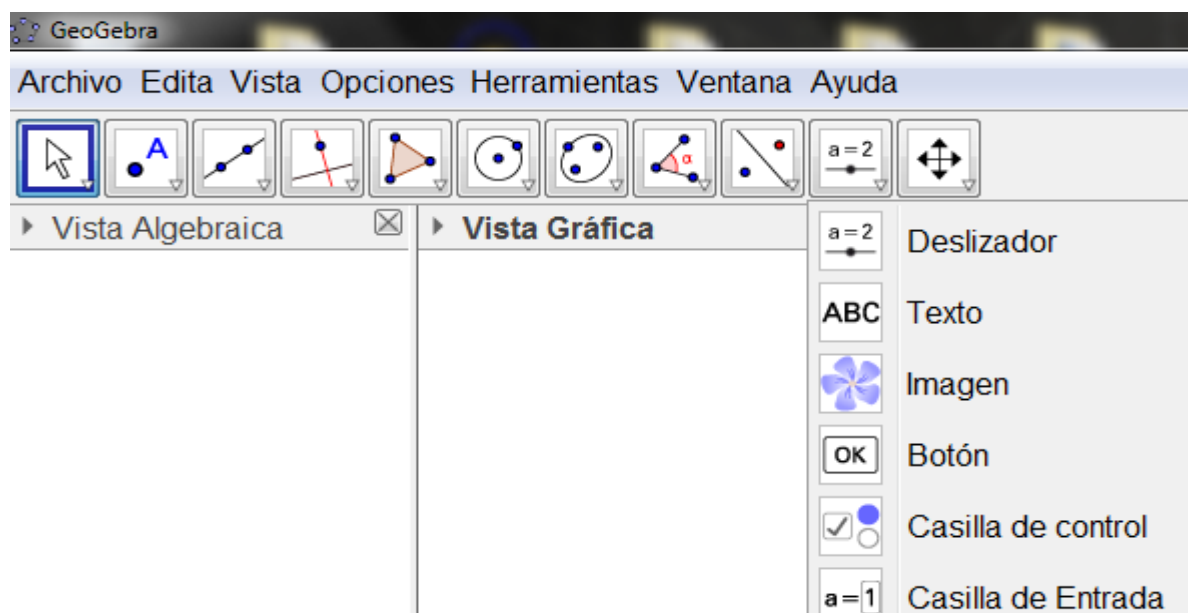 GeoGebra
Archivo Edita Vista Opciones Herramientas Ventana Ayuda
A α a=2
Vista Algebraica Vista Gráfica
a=2 Deslizador
ABC Texto
Imagen
OK Botón
Casilla de control
a=1 Casilla de Entrada